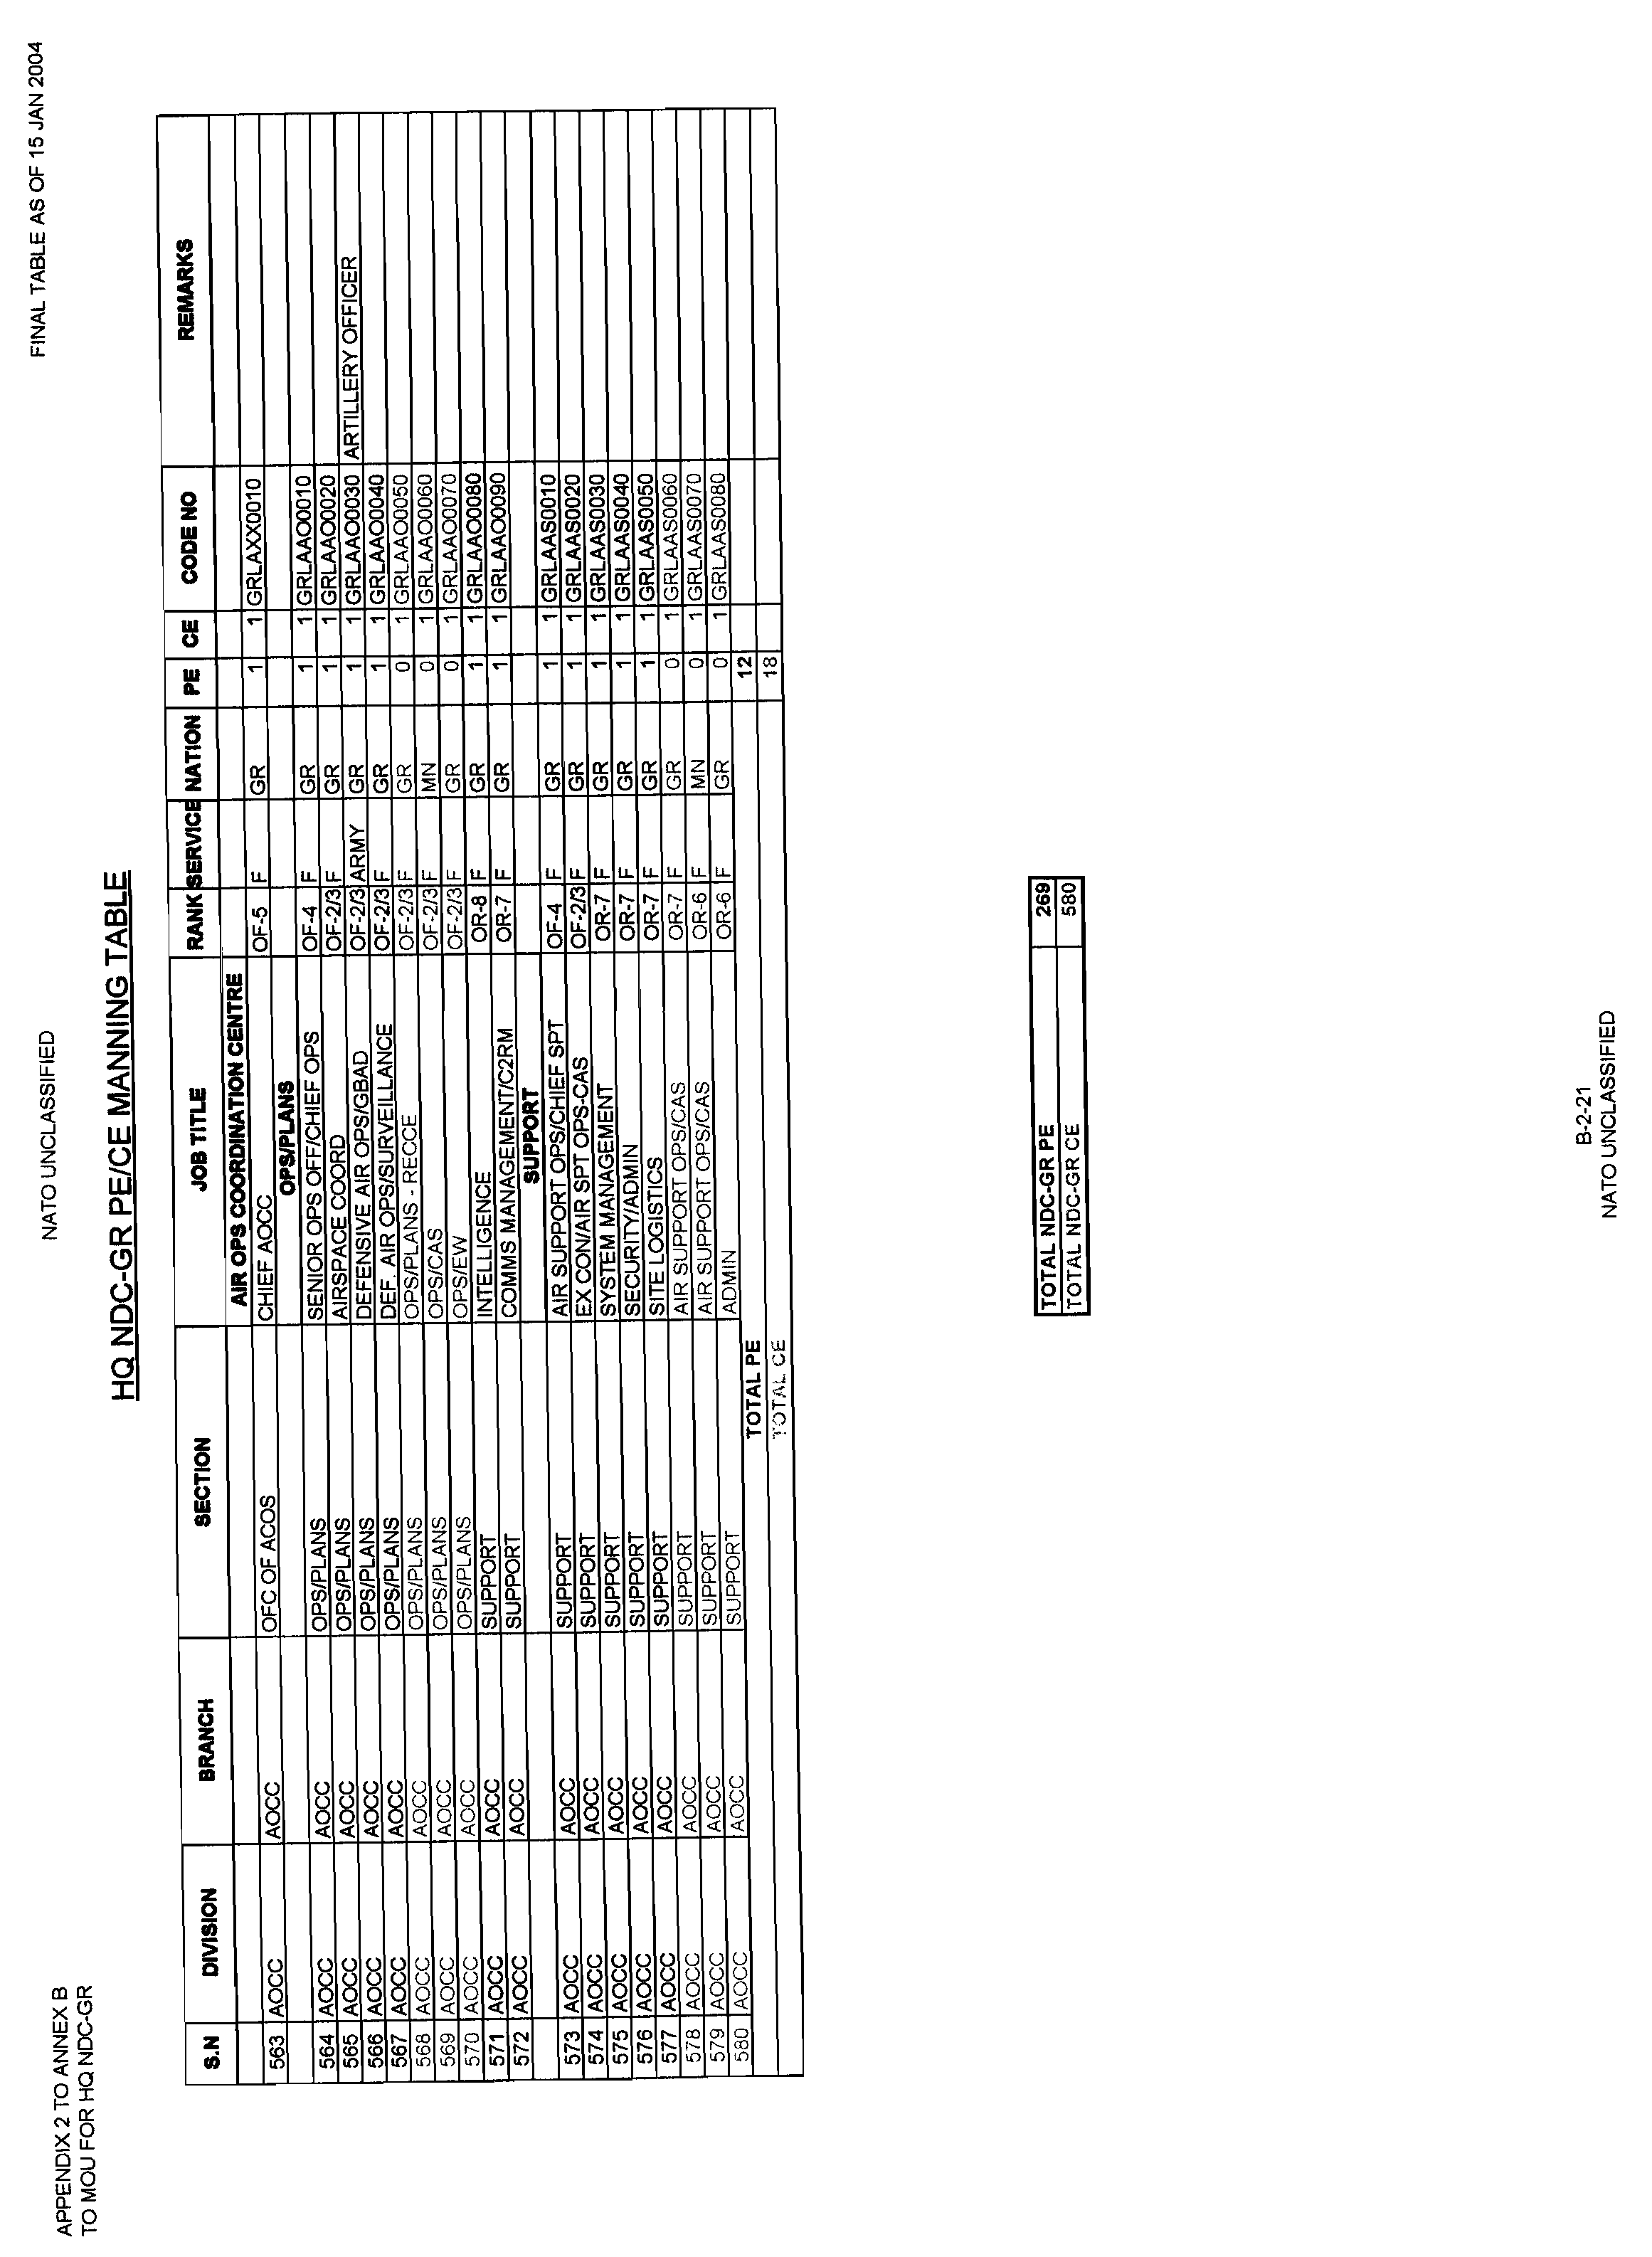 APPENDIX 2 TO ANNEX B
TO MOU FOR HQ NDC-GR
NATO UNCLASSIFIED
FINAL TABLE AS OF 15 JAN 2004
HQ NDC-GR PE/CE MANNING TABLE
S.N DIVISION BRANCH SECTION JOB TITLE RANK SERVICE NATION PE CE CODE NO REMARKS
AIR OPS COORDINATION CENTRE
563 AOCC AOCC OFC OF ACOS CHIEF AOCC OF-5 F GR 1 1 GRLAXX0010
OPS/PLANS
564 AOCC AOCC OPS/PLANS SENIOR OPS OFF/CHIEF OPS OF-4 F GR 1 1 GRLAAO0010
565 AOCC AOCC OPS/PLANS AIRSPACE COORD OF-2/3 F GR 1 1 GRLAAO0020
566 AOCC AOCC OPS/PLANS DEFENSIVE AIR OPS/GBAD OF-2/3 ARMY GR 1 1 GRLAAO0030 ARTILLERY OFFICER
567 AOCC AOCC OPS/PLANS DEF. AIR OPS/SURVEILLANCE OF-2/3 F GR 1 1 GRLAAO0040
568 AOCC AOCC OPS/PLANS OPS/PLANS - RECCE OF-2/3 F GR 0 1 GRLAAO0050
569 AOCC AOCC OPS/PLANS OPS/CAS OF-2/3 F MN 0 1 GRLAAO0060
570 AOCC AOCC OPS/PLANS OPS/EW OF-2/3 F GR 0 1 GRLAAO0070
571 AOCC AOCC SUPPORT INTELLIGENCE OR-8 F GR 1 1 GRLAAO0080
572 AOCC AOCC SUPPORT COMMS MANAGEMENT/C2RM OR-7 F GR 1 1 GRLAAO0090
SUPPORT
573 AOCC AOCC SUPPORT AIR SUPPORT OPS/CHIEF SPT OF-4 F GR 1 1 GRLAAS0010
574 AOCC AOCC SUPPORT EX CON/AIR SPT OPS-CAS OF-2/3 F GR 1 1 GRLAAS0020
575 AOCC AOCC SUPPORT SYSTEM MANAGEMENT OR-7 F GR 1 1 GRLAAS0030
576 AOCC AOCC SUPPORT SECURITY/ADMIN OR-7 F GR 1 1 GRLAAS0040
577 AOCC AOCC SUPPORT SITE LOGISTICS OR-7 F GR 1 1 GRLAAS0050
578 AOCC AOCC SUPPORT AIR SUPPORT OPS/CAS OR-7 F GR 0 1 GRLAAS0060
579 AOCC AOCC SUPPORT AIR SUPPORT OPS/CAS OR-6 F MN 0 1 GRLAAS0070
580 AOCC AOCC SUPPORT ADMIN OR-6 F GR 0 1 GRLAAS0080
TOTAL PE 12
TOTAL CE 18
TOTAL NDC-GR PE 269
TOTAL NDC-GR CE 580
B-2-21
NATO UNCLASSIFIED